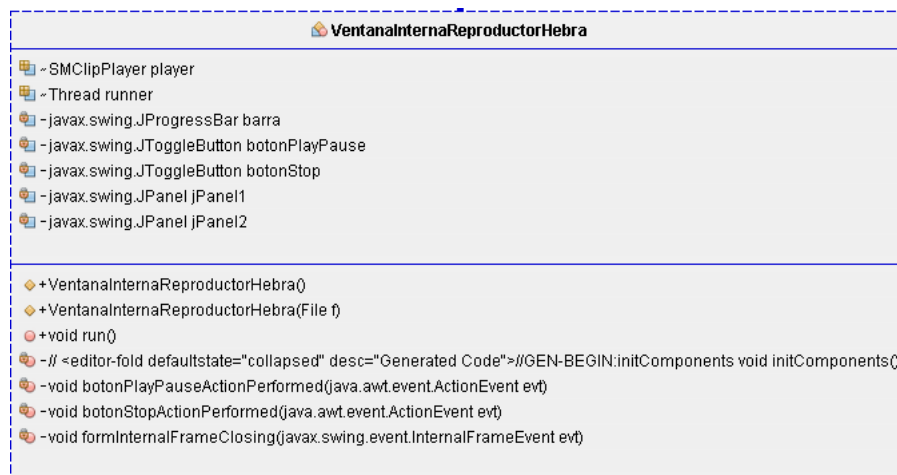 VentanaInternaReproductorHebra
~SMClipPlayer player
~Thread runner
-javax.swing.JProgressBar barra
-javax.swing.JToggleButton botonPlayPause
-javax.swing.JToggleButton botonStop
-javax.swing.JPanel jPanel1
-javax.swing.JPanel jPanel2
+VentanaInternaReproductorHebra()
+VentanaInternaReproductorHebra(File f)
+void run()
-// <editor-fold defaultstate="collapsed" desc="Generated Code">//GEN-BEGIN:initComponents void initComponents()
-void botonPlayPauseActionPerformed(java.awt.event.ActionEvent evt)
-void botonStopActionPerformed(java.awt.event.ActionEvent evt)
-void formInternalFrameClosing(javax.swing.event.InternalFrameEvent evt)